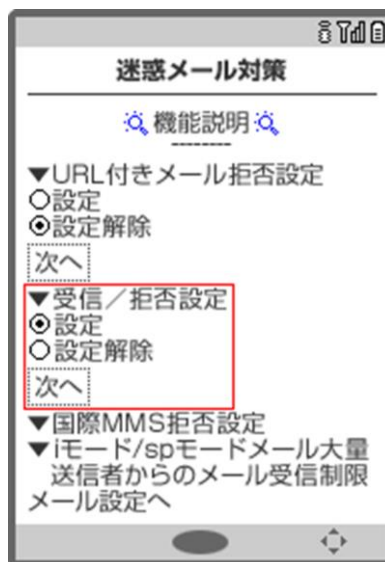 迷惑メール対策
機能説明
▼URL付きメール拒否設定
設定
設定解除
次へ
▼受信／拒否設定
設定
設定解除
次へ
▼国際MMS拒否設定
▼iモード/spモードメール大量
送信者からのメール受信制限
メール設定へ